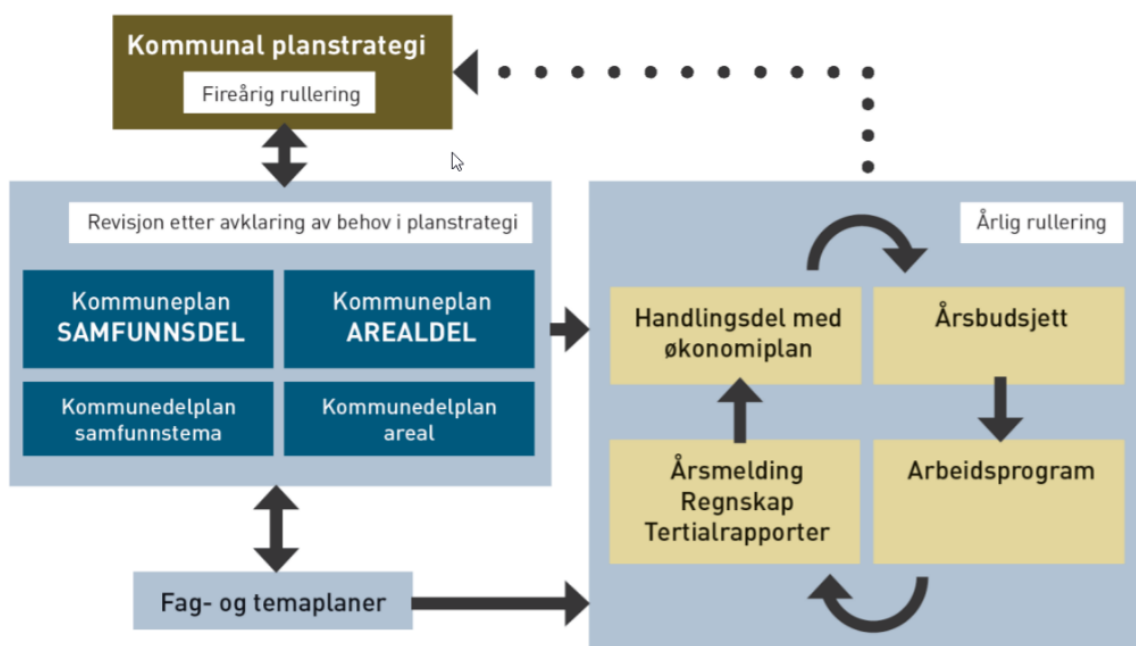 Kommunal planstrategi
Fireårig rullering
Revisjon etter avklaring av behov i planstrategi
Kommuneplan
SAMFUNNSDEL
Kommuneplan
AREALDEL
Kommunedelplan
samfunnstema
Kommunedelplan
areal
Fag- og temaplaner
Årlig rullering
Handlingsdel med
økonomiplan
Årsbudsjett
Årsmelding
Regnskap
Tertialrapporter
Arbeidsprogram